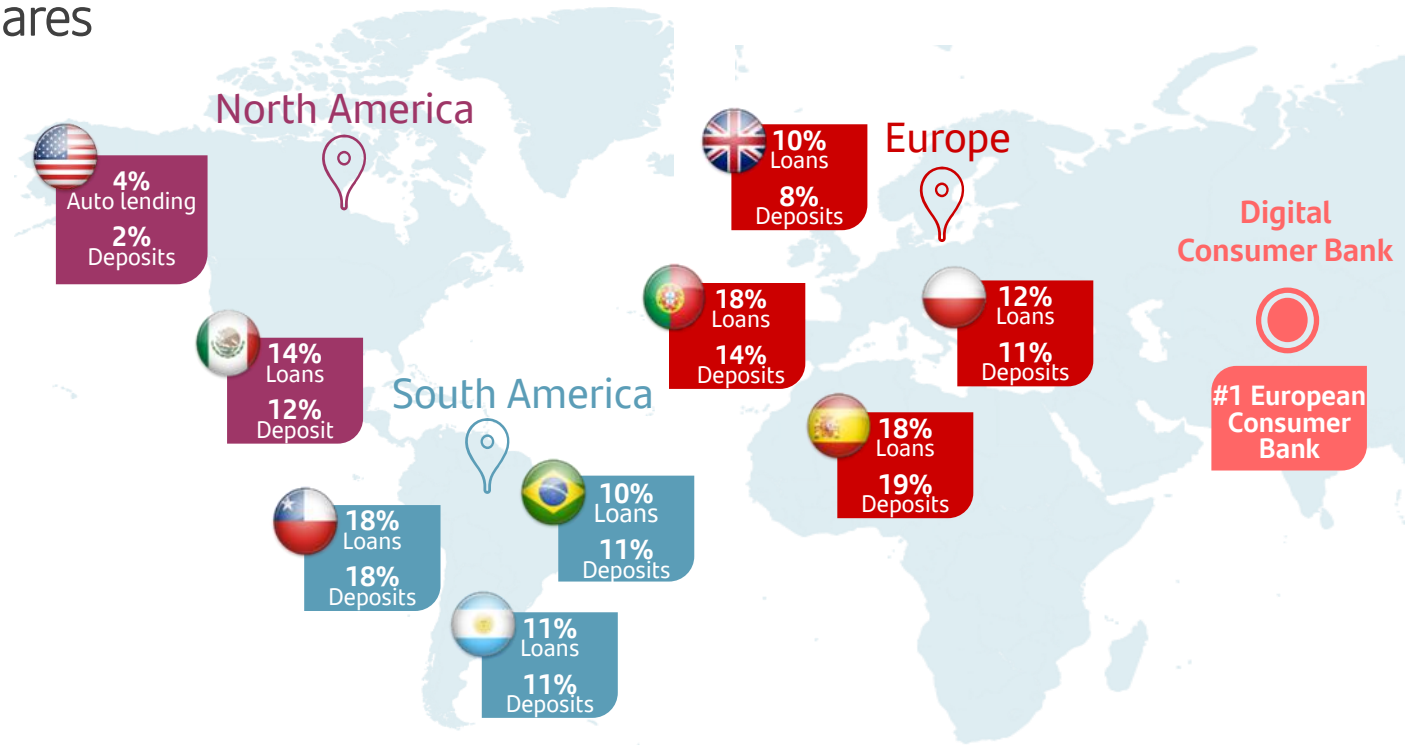 ares
North America
4%
Auto lending
2%
Deposits
14%
Loans
12%
Deposit
South America
18%
Loans
18%
Deposits
10%
Loans
11%
Deposits
11%
Loans
11%
Deposits
Europe
10%
Loans
8%
Deposits
18%
Loans
14%
Deposits
12%
Loans
11%
Deposits
18%
Loans
19%
Deposits
Digital
Consumer Bank
#1 European
Consumer
Bank